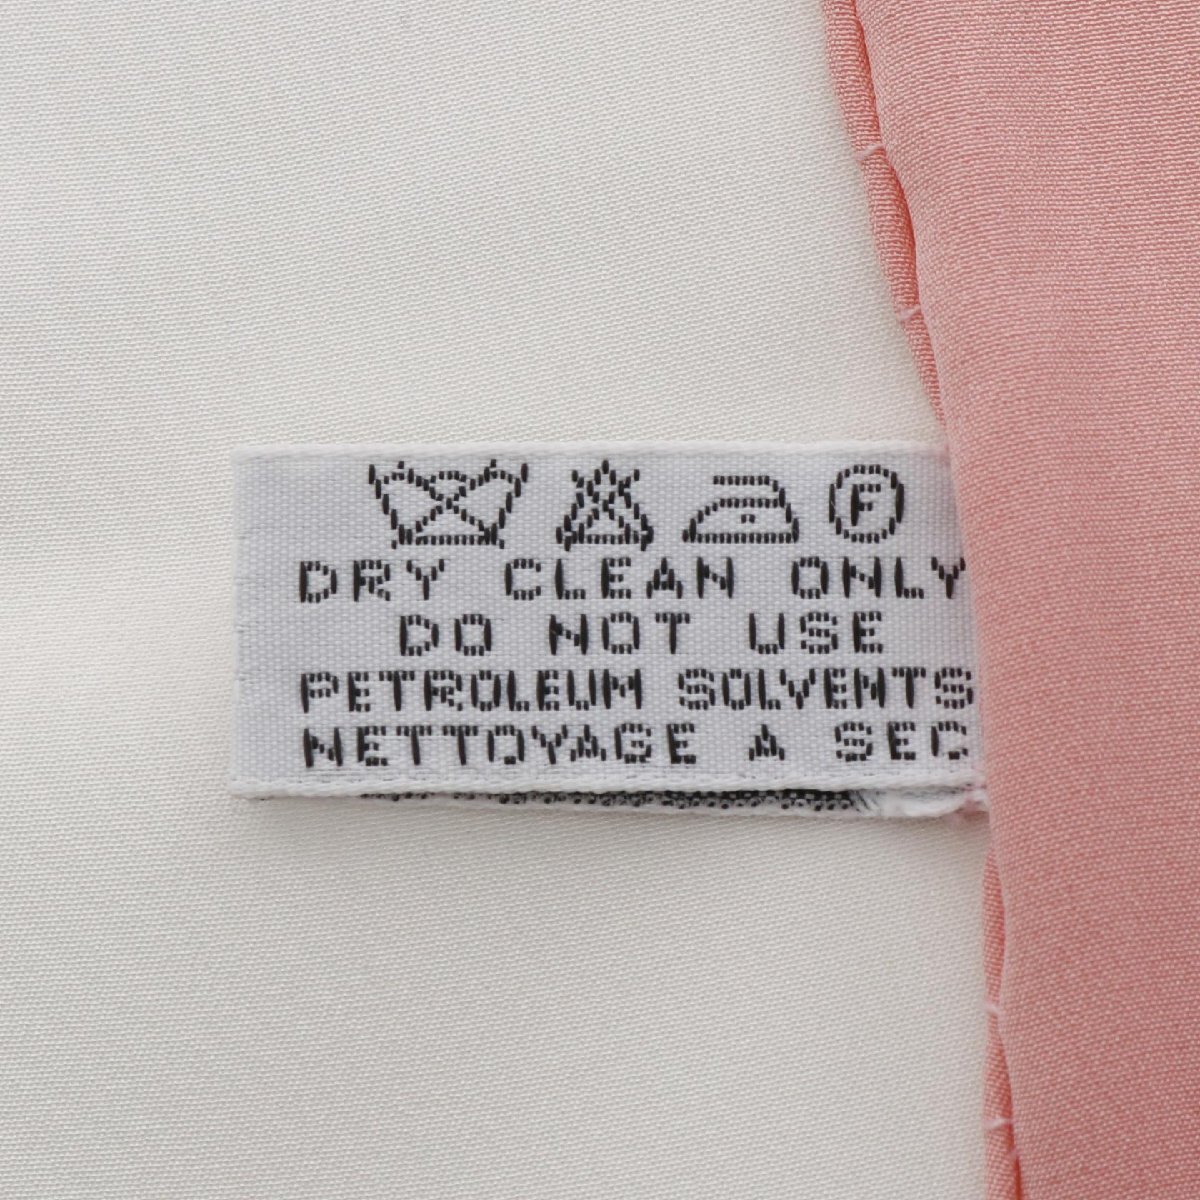 F
DRY CLEAN ONLY
DO NOT USE
PETROLEUM SOLVENTS
NETTOYAGE A SEC